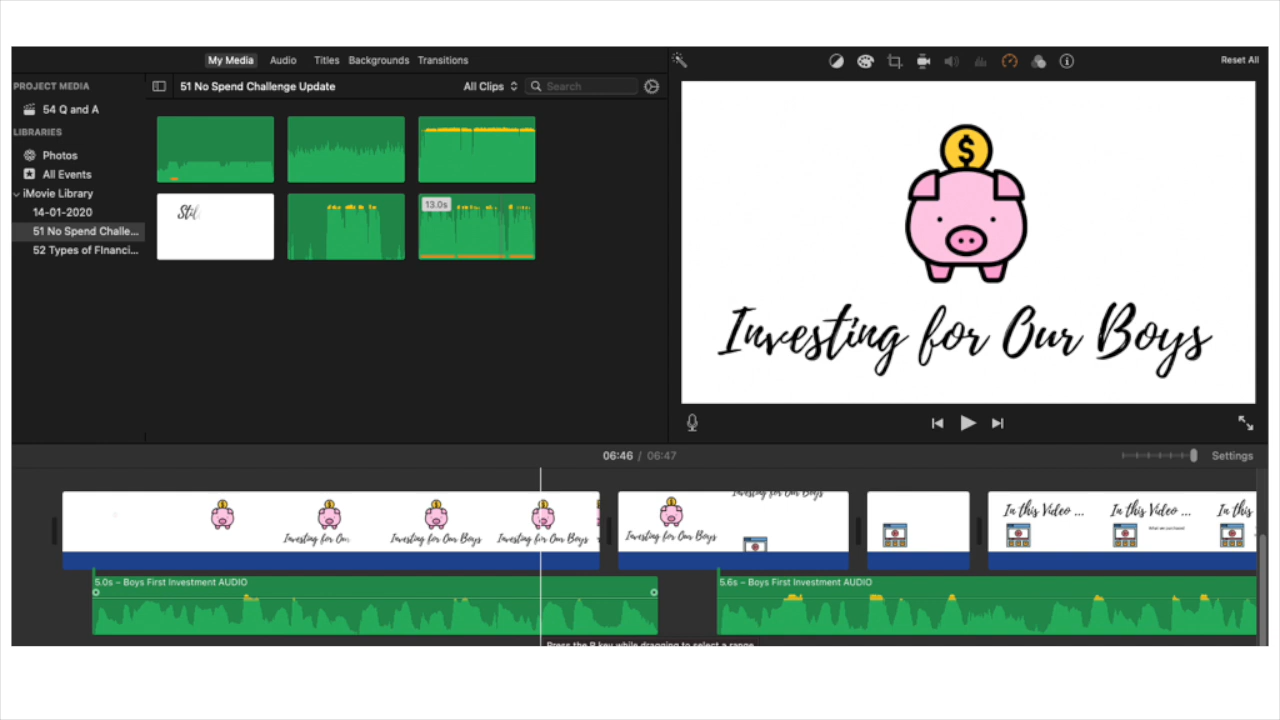 My Media Audio Titles Backgrounds Transitions
Reset All
PROJECT MEDIA
54 Q and A
LIBRARIES
Photos
All Events
iMovie Library
14-01-2020
51 No Spend Challe...
52 Types of FInanci...
51 No Spend Challenge Update
All Clips
Search
Still
13.0s
$
Investing for Our Boys
06:46 / 06:47
Settings
Investing for Ou
Investing for Our Boys
Investing for Our Boys
Investing for Our Boys
Investing for Our Boys
In this Video ...
In this Video ...
In this
5.0s – Boys First Investment AUDIO
5.6s – Boys First Investment AUDIO
Press the R key while dragging to select a range